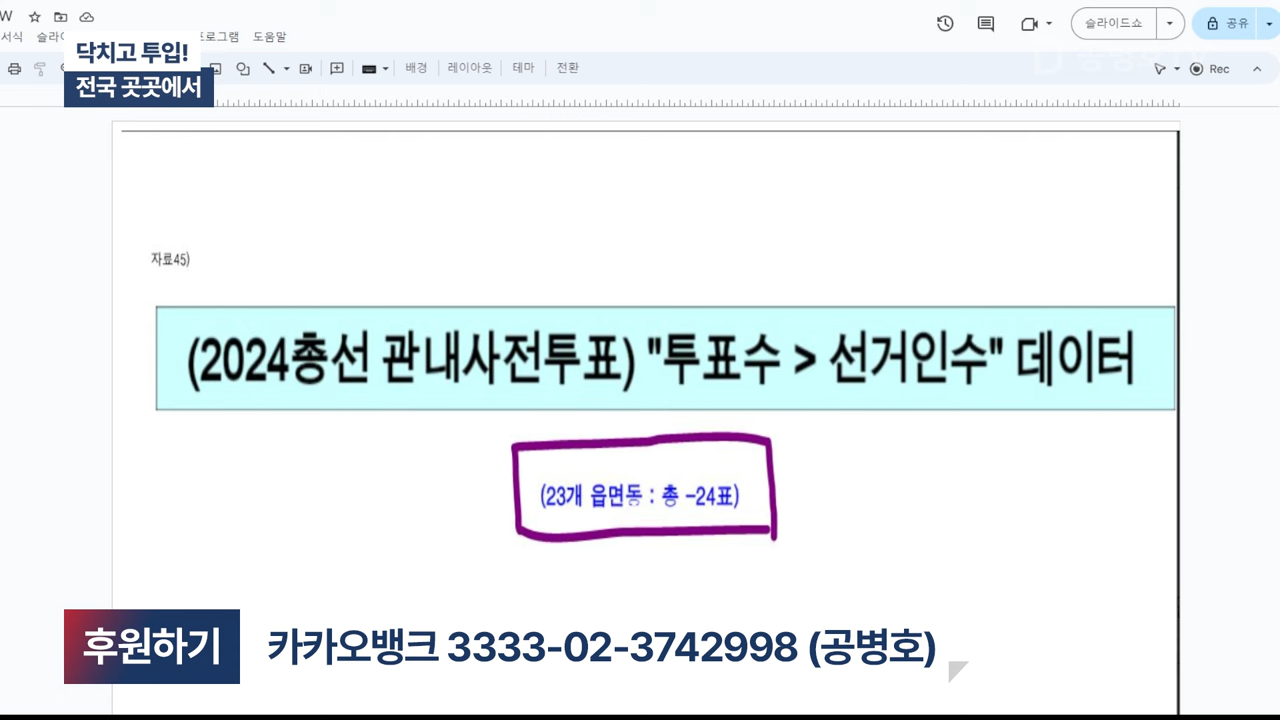 W
서식
슬라이
프로그램
도움말
슬라이드쇼
공유
닥치고 투입!
전국 곳곳에서
배경
레이아웃
테마
전환
Rec
자료45)
(2024총선 관내사전투표) "투표수 > 선거인수" 데이터
(23개 읍면동 : 총 -24표)
후원하기
카카오뱅크 3333-02-3742998 (공병호)